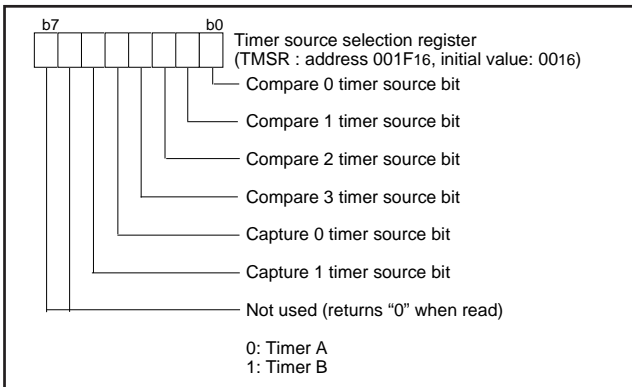 b7 b0
Timer source selection register
(TMSR : address 001F16, initial value: 0016)
Compare 0 timer source bit
Compare 1 timer source bit
Compare 2 timer source bit
Compare 3 timer source bit
Capture 0 timer source bit
Capture 1 timer source bit
Not used (returns “0” when read)
0: Timer A
1: Timer B